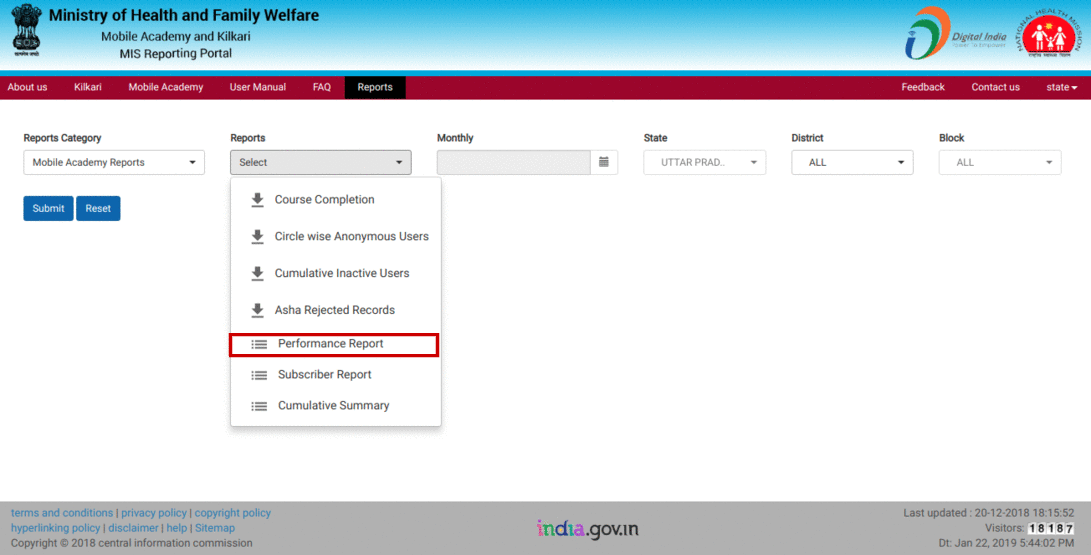 Ministry of Health and Family Welfare
Mobile Academy and Kilkari
MIS Reporting Portal
Digital India
Power To Empower
NATIONAL HEALTH MISSION
About us Kilkari Mobile Academy User Manual FAQ Reports Feedback Contact us state
Reports Category Reports Monthly State District Block
Mobile Academy Reports Select UTTAR PRAD.. ALL ALL
Submit Reset
Course Completion
Circle wise Anonymous Users
Cumulative Inactive Users
Asha Rejected Records
Performance Report
Subscriber Report
Cumulative Summary
terms and conditions | privacy policy | copyright policy
hyperlinking policy | disclaimer | help | Sitemap
Copyright © 2018 central information commission
india.gov.in
Last updated : 20-12-2018 18:15:52
Visitors: 18187
Dt: Jan 22, 2019 5:44:02 PM